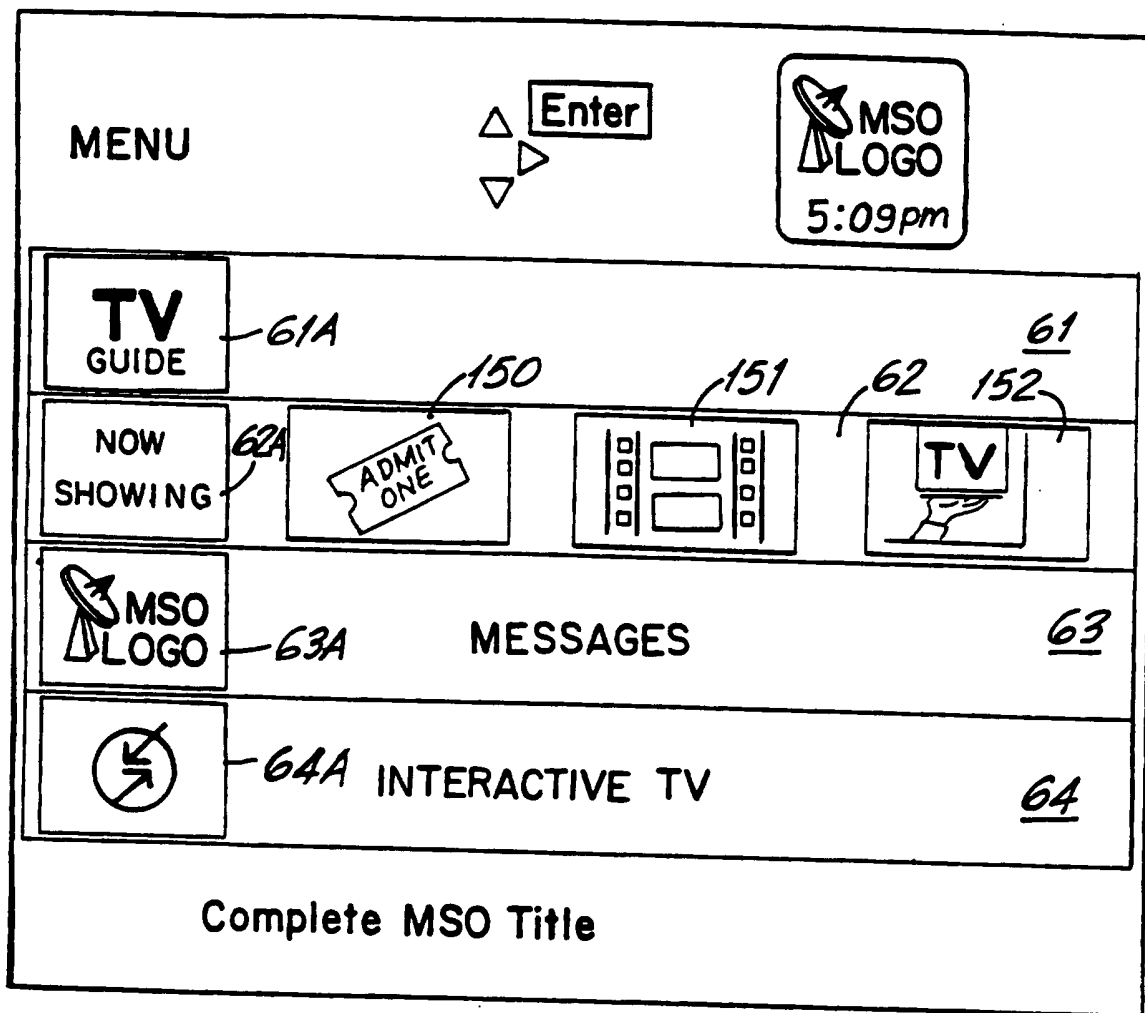 MENU
Enter
MSO
LOGO
5:09pm
TV
GUIDE
61A
61
150
151
62
152
NOW
SHOWING
62A
ADMIT
ONE
TV
MSO
LOGO
63A
MESSAGES
63
64A
INTERACTIVE TV
64
Complete MSO Title